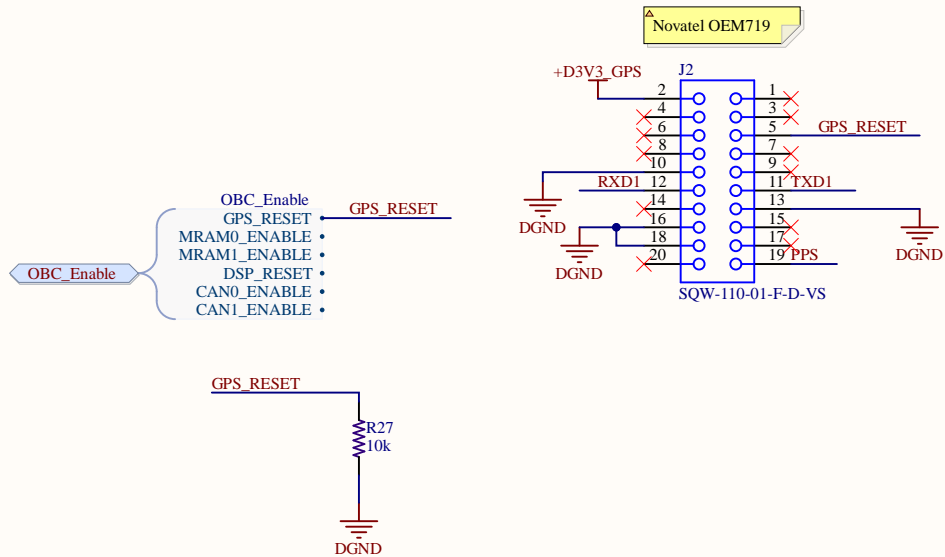 Novatel OEM719
+D3V3_GPS
J2
2 1
4 3
6 5 GPS_RESET
8 7
10 9
RXD1 12 11 TXD1
14 13
DGND
16 15
18 17
20 19 PPS
DGND
DGND
SQW-110-01-F-D-VS
OBC_Enable
GPS_RESET GPS_RESET
MRAM0_ENABLE
MRAM1_ENABLE
OBC_Enable
DSP_RESET
CAN0_ENABLE
CAN1_ENABLE
GPS_RESET
R27
10k
DGND